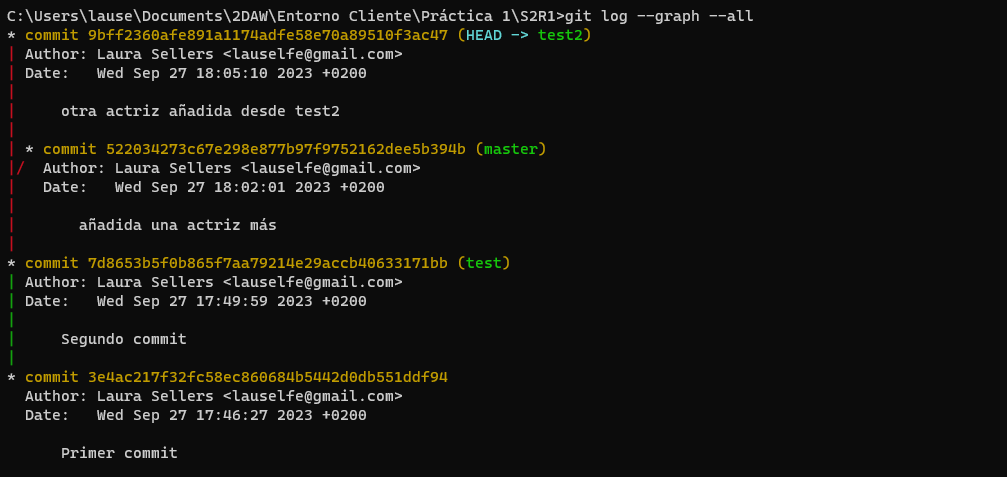 C:\Users\lause\Documents\2DAW\Entorno Cliente\Práctica 1\S2R1>git log --graph --all
* commit 9bff2360afe891a1174adfe58e70a89510f3ac47 (HEAD -> test2)
| Author: Laura Sellers <lauselfe@gmail.com>
| Date:   Wed Sep 27 18:05:10 2023 +0200
|
|     otra actriz añadida desde test2
|
| * commit 522034273c67e298e877b97f9752162dee5b394b (master)
|/  Author: Laura Sellers <lauselfe@gmail.com>
|   Date:   Wed Sep 27 18:02:01 2023 +0200
|
|       añadida una actriz más
|
* commit 7d8653b5f0b865f7aa79214e29accb40633171bb (test)
| Author: Laura Sellers <lauselfe@gmail.com>
| Date:   Wed Sep 27 17:49:59 2023 +0200
|
|     Segundo commit
|
* commit 3e4ac217f32fc58ec860684b5442d0db551ddf94
  Author: Laura Sellers <lauselfe@gmail.com>
  Date:   Wed Sep 27 17:46:27 2023 +0200

      Primer commit